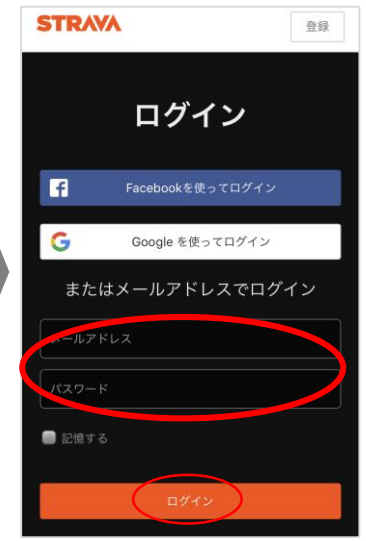 STRAVA
登録
ログイン
Facebookを使ってログイン
Google を使ってログイン
またはメールアドレスでログイン
メールアドレス
パスワード
記憶する
ログイン